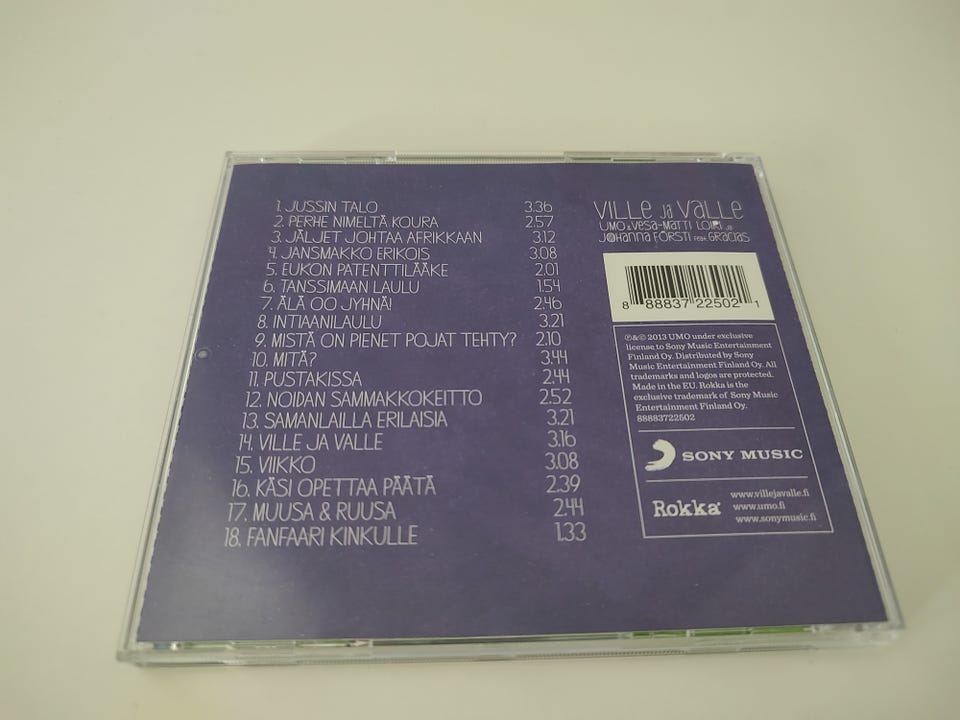 1. JUSSIN TALO 3.36
2. PERHE NIMELTÄ KOURA 2.57
3. JÄLJET JOHTAA AFRIKKAAN 3.12
4. JANSMAKKO ERIKOIS 3.08
5. EUKON PATENTTILÄÄKE 2.01
6. TANSSIMAAN LAULU 1.54
7. ÄLÄ OO JYHNÄ! 2.46
8. INTIAANILAULU 3.21
9. MISTÄ ON PIENET POJAT TEHTY? 2.10
10. MITÄ? 3.44
11. PUSTAKISSA 2.44
12. NOIDAN SAMMAKKOKEITTO 2.52
13. SAMANLAILLA ERILAISIA 3.21
14. VILLE JA VALLE 3.16
15. VIIKKO 3.08
16. KÄSI OPETTAA PÄÄTÄ 2.39
17. MUUSA & RUUSA 2.44
18. FANFAARI KINKULLE 1.33
VILLE ja VALLE
UMO & VESA-MATTI LOIRI JA
JOHANNA FÖRSTI FEAT. GRACIAS
8 88837 22502 1
℗&© 2013 UMO under exclusive
license to Sony Music Entertainment
Finland Oy. Distributed by Sony
Music Entertainment Finland Oy. All
trademarks and logos are protected.
Made in the EU. Rokka is the
exclusive trademark of Sony Music
Entertainment Finland Oy.
88883722502
SONY MUSIC
Rokka
www.villejavalle.fi
www.umo.fi
www.sonymusic.fi